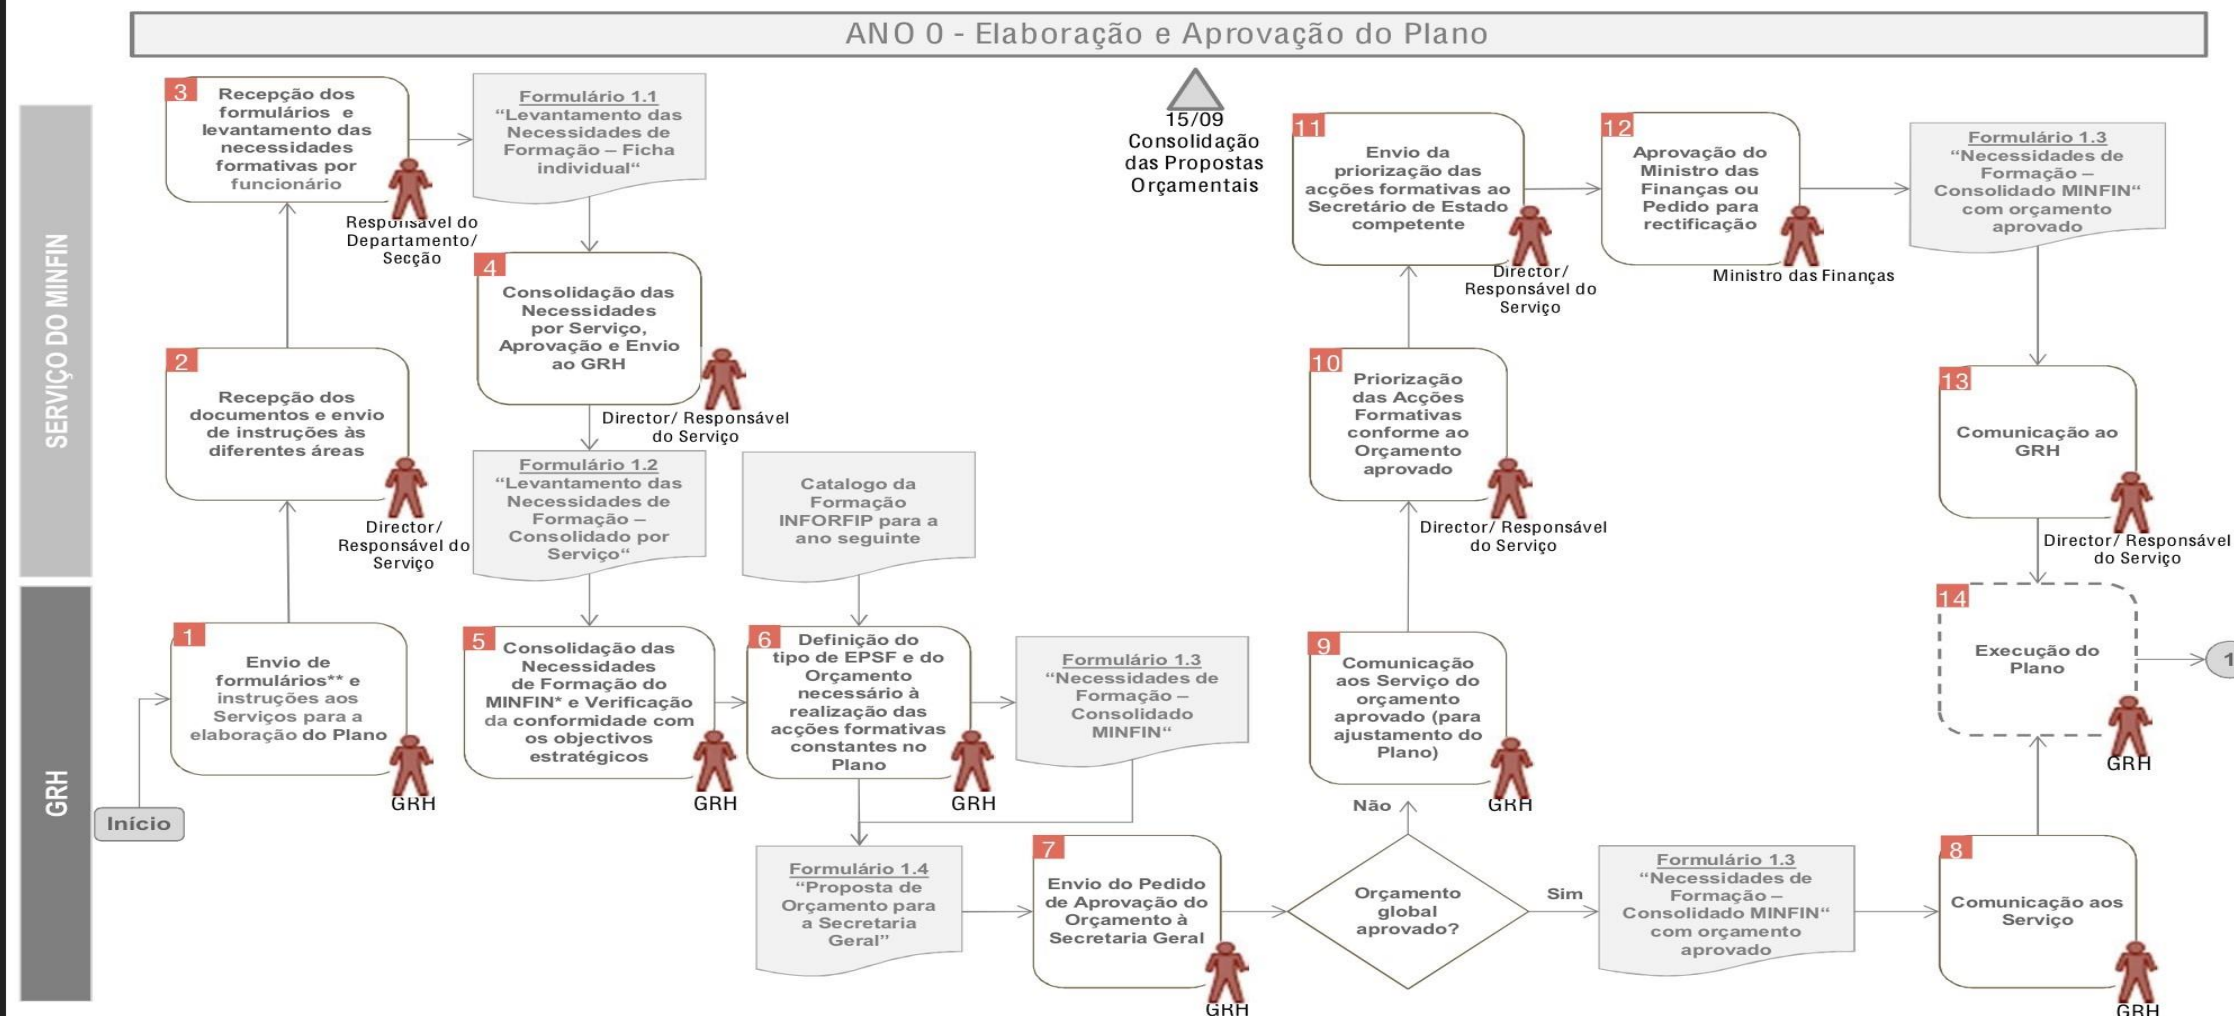 ANO 0 - Elaboração e Aprovação do Plano
SERVIÇO DO MINFIN
GRH
Início
1
Envio de
formulários** e
instruções aos
Serviços para a
elaboração do Plano
GRH
2
Recepção dos
documentos e envio
de instruções às
diferentes áreas
Director/
Responsável do
Serviço
3
Recepção dos
formulários e
levantamento das
necessidades
formativas por
funcionário
Responsável do
Departamento/
Secção
Formulário 1.1
“Levantamento das
Necessidades de
Formação – Ficha
individual“
4
Consolidação das
Necessidades
por Serviço,
Aprovação e Envio
ao GRH
Director/ Responsável
do Serviço
Formulário 1.2
“Levantamento das
Necessidades de
Formação –
Consolidado por
Serviço“
5
Consolidação das
Necessidades
de Formação do
MINFIN* e Verificação
da conformidade com
os objectivos
estratégicos
GRH
Catalogo da
Formação
INFORFIP para a
ano seguinte
6
Definição do
tipo de EPSF e do
Orçamento
necessário à
realização das
acções formativas
constantes no
Plano
GRH
Formulário 1.3
“Necessidades de
Formação –
Consolidado
MINFIN“
Formulário 1.4
“Proposta de
Orçamento para
a Secretaria
Geral”
7
Envio do Pedido
de Aprovação do
Orçamento à
Secretaria Geral
GRH
15/09
Consolidação
das Propostas
Orçamentais
Orçamento
global
aprovado?
Não
Sim
Formulário 1.3
“Necessidades de
Formação –
Consolidado MINFIN“
com orçamento
aprovado
8
Comunicação aos
Serviço
GRH
9
Comunicação
aos Serviço do
orçamento
aprovado (para
ajustamento do
Plano)
GRH
10
Priorização
das Acções
Formativas
conforme ao
Orçamento
aprovado
Director/ Responsável
do Serviço
11
Envio da
priorização das
acções formativas ao
Secretário de Estado
competente
Director/
Responsável do
Serviço
12
Aprovação do
Ministro das
Finanças ou
Pedido para
rectificação
Ministro das Finanças
Formulário 1.3
“Necessidades de
Formação –
Consolidado MINFIN“
com orçamento
aprovado
13
Comunicação ao
GRH
Director/ Responsável
do Serviço
14
Execução do
Plano
GRH
1